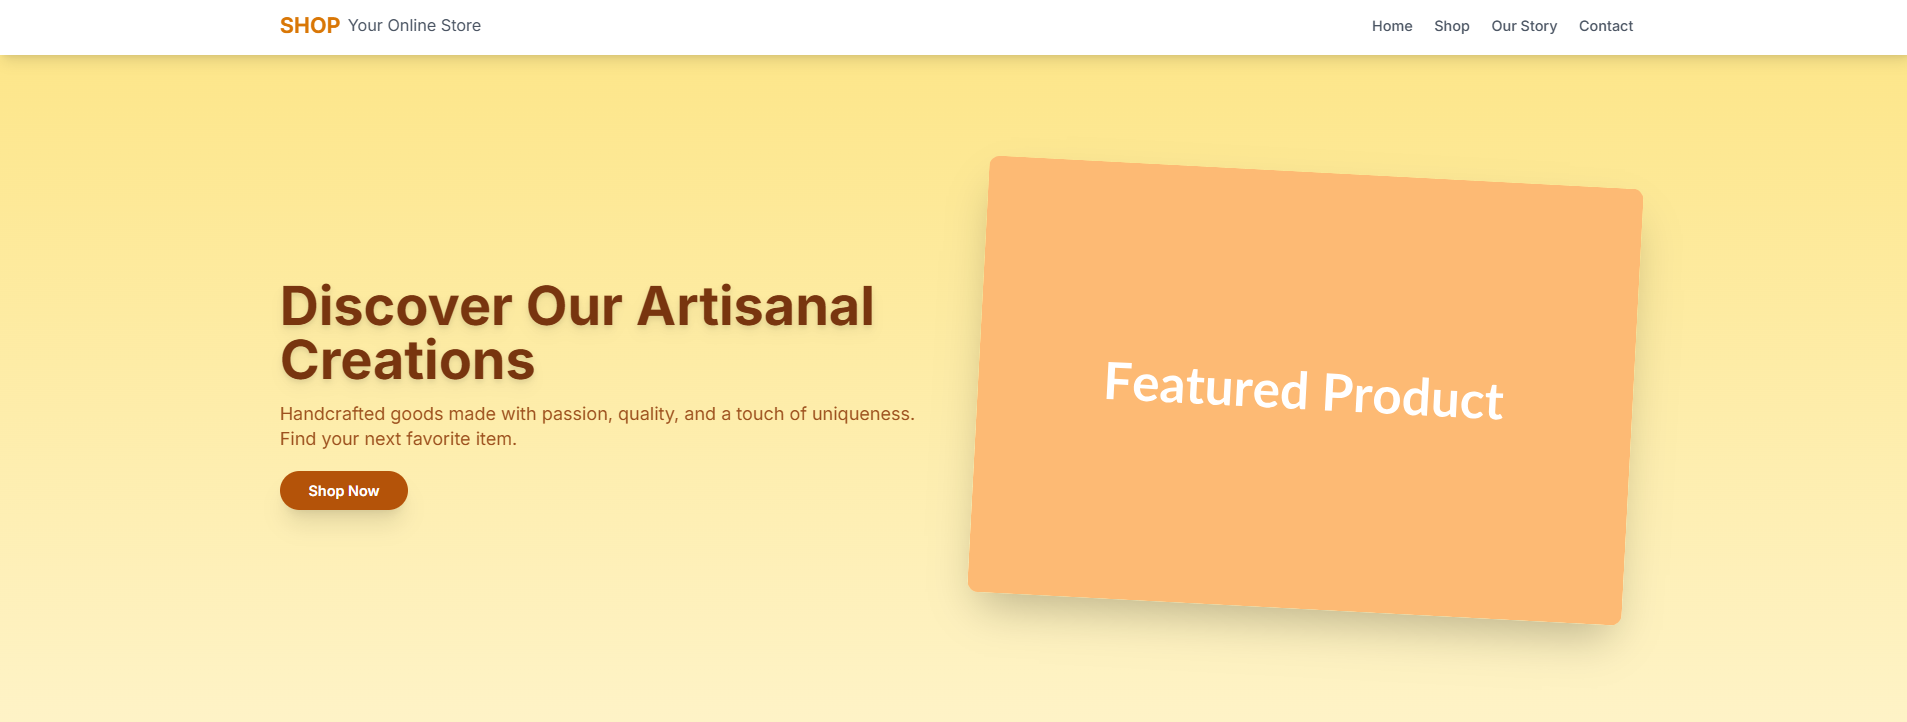 SHOP Your Online Store
Home Shop Our Story Contact
Discover Our Artisanal
Creations
Handcrafted goods made with passion, quality, and a touch of uniqueness.
Find your next favorite item.
Shop Now
Featured Product